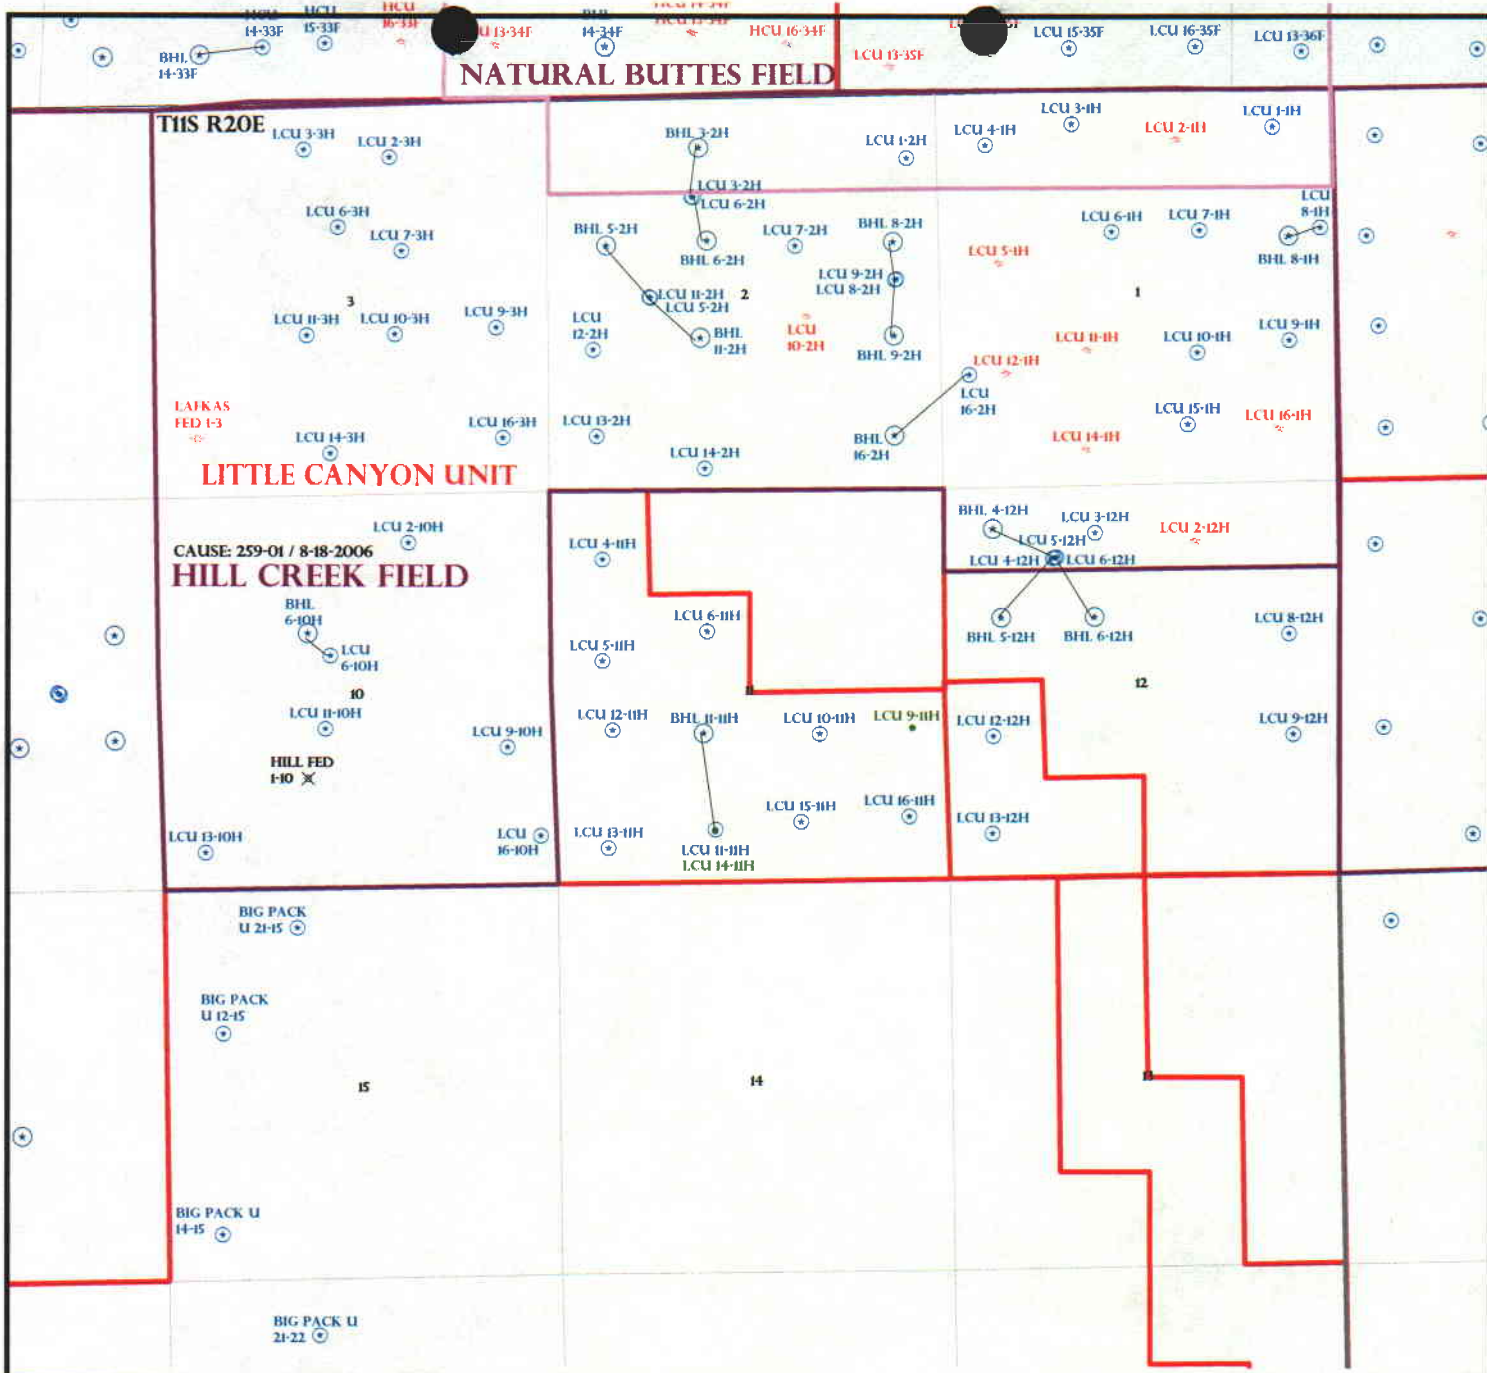 HCU
14-33F
HCU
15-33F
HCU
16-33F
BHL
14-33F
13-34F
BHL
14-34F
HCU 14-34F
HCU 15-34F
HCU 16-34F
LCU 13-35F
LCU 15-35F
LCU 16-35F
LCU 13-36F
NATURAL BUTTES FIELD
T11S R20E
LCU 3-3H
LCU 2-3H
BHL 3-2H
LCU 1-2H
LCU 4-1H
LCU 3-1H
LCU 2-1H
LCU 1-1H
LCU 6-3H
LCU 7-3H
LCU 3-2H
LCU 6-2H
BHL 5-2H
BHL 6-2H
LCU 7-2H
BHL 8-2H
LCU 5-1H
LCU 6-1H
LCU 7-1H
LCU
8-1H
BHL 8-1H
3
LCU 11-3H
LCU 10-3H
LCU 9-3H
LCU
12-2H
LCU 11-2H
LCU 5-2H
BHL
11-2H
2
LCU
10-2H
LCU 9-2H
LCU 8-2H
BHL 9-2H
1
LCU 12-1H
LCU 11-1H
LCU 10-1H
LCU 9-1H
LAFKAS
FED 1-3
LCU 14-3H
LCU 16-3H
LCU 13-2H
LCU 14-2H
BHL
16-2H
LCU
16-2H
LCU 14-1H
LCU 15-1H
LCU 16-1H
LITTLE CANYON UNIT
LCU 2-10H
CAUSE: 259-01 / 8-18-2006
HILL CREEK FIELD
LCU 4-11H
BHL 4-12H
LCU 3-12H
LCU 2-12H
LCU 5-12H
LCU 4-12H
LCU 6-12H
BHL
6-10H
LCU
6-10H
LCU 6-11H
LCU 5-11H
BHL 5-12H
BHL 6-12H
LCU 8-12H
10
11
12
LCU 11-10H
LCU 9-10H
LCU 12-11H
BHL 11-11H
LCU 10-11H
LCU 9-11H
LCU 12-12H
LCU 9-12H
HILL FED
1-10
LCU 13-10H
LCU
16-10H
LCU 13-11H
LCU 11-11H
LCU 14-11H
LCU 15-11H
LCU 16-11H
LCU 13-12H
BIG PACK
U 21-15
BIG PACK
U 12-15
15
14
13
BIG PACK U
14-15
BIG PACK U
21-22